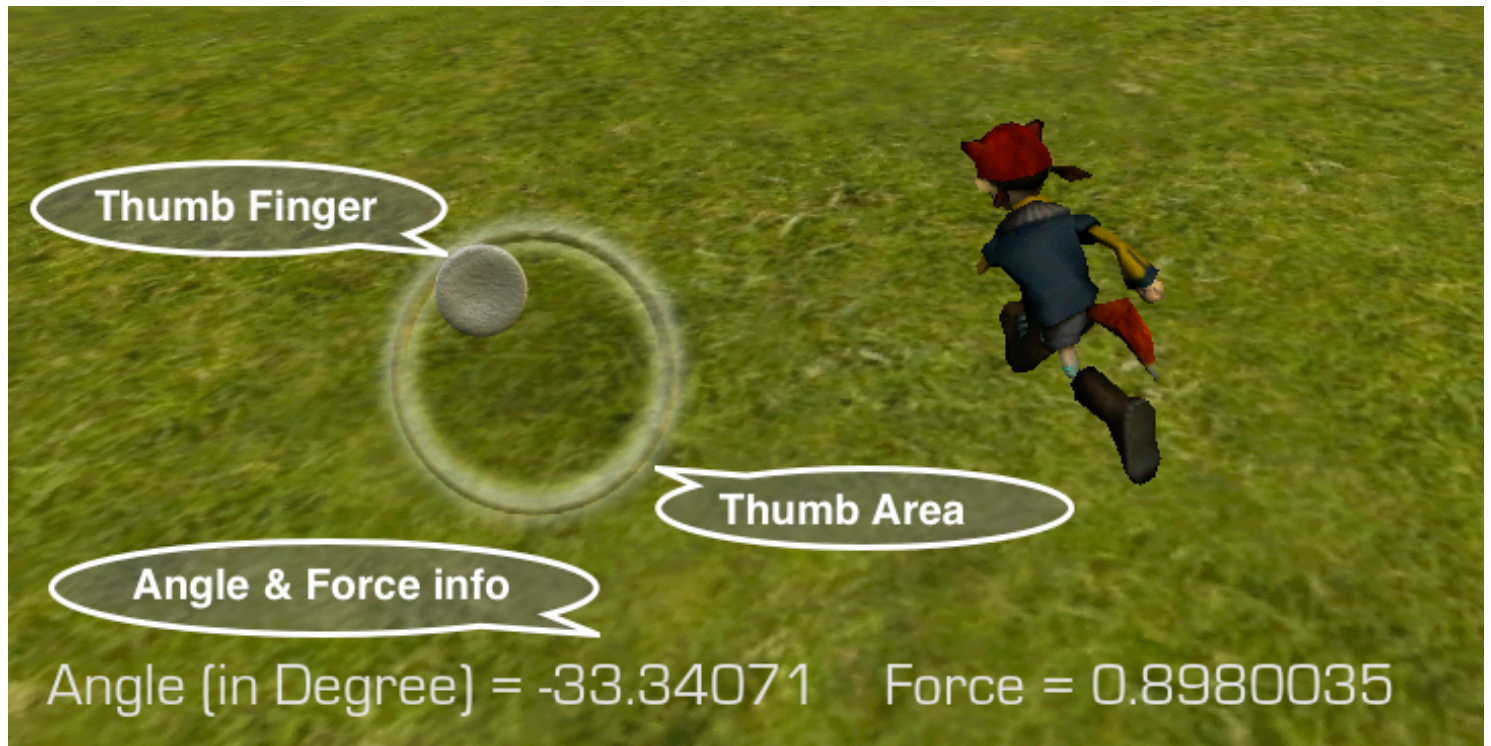 Thumb Finger
Thumb Area
Angle & Force info
Angle (in Degree) = -33.34071 Force = 0.8980035